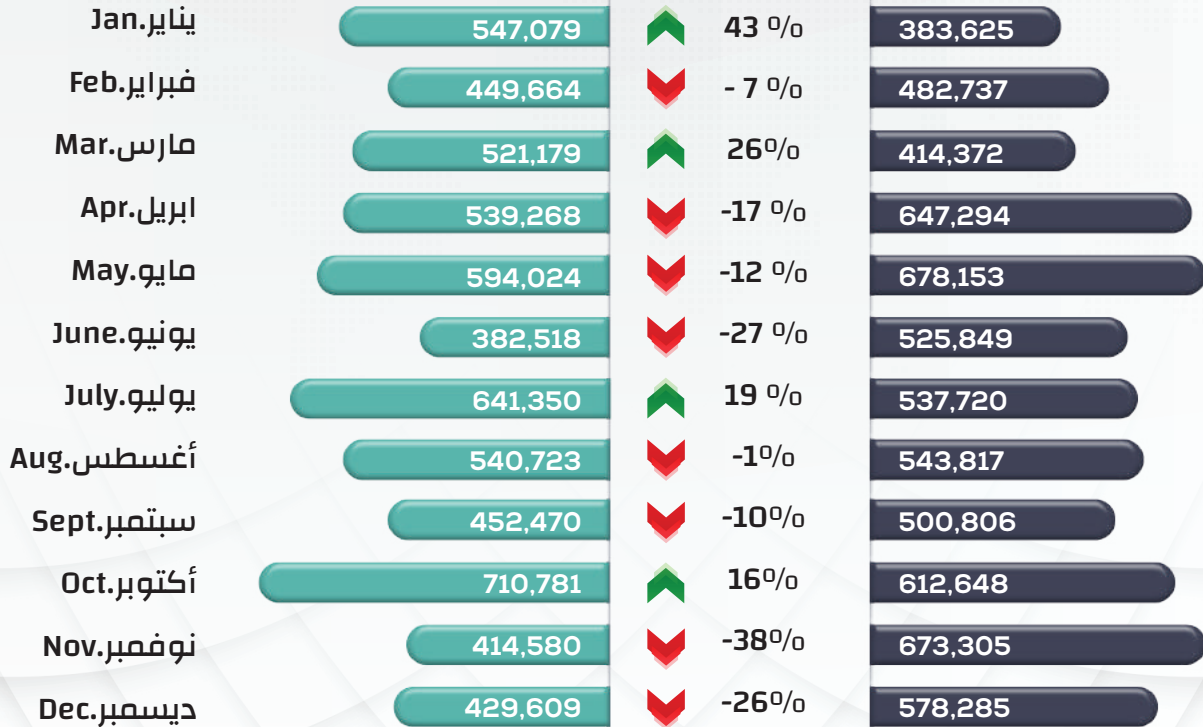 يناير.Jan 547,079 43 % 383,625
فبراير.Feb 449,664 - 7 % 482,737
مارس.Mar 521,179 26% 414,372
ابريل.Apr 539,268 -17 % 647,294
مايو.May 594,024 -12 % 678,153
يونيو.June 382,518 -27 % 525,849
يوليو.July 641,350 19 % 537,720
أغسطس.Aug 540,723 -1% 543,817
سبتمبر.Sept 452,470 -10% 500,806
أكتوبر.Oct 710,781 16% 612,648
نوفمبر.Nov 414,580 -38% 673,305
ديسمبر.Dec 429,609 -26% 578,285